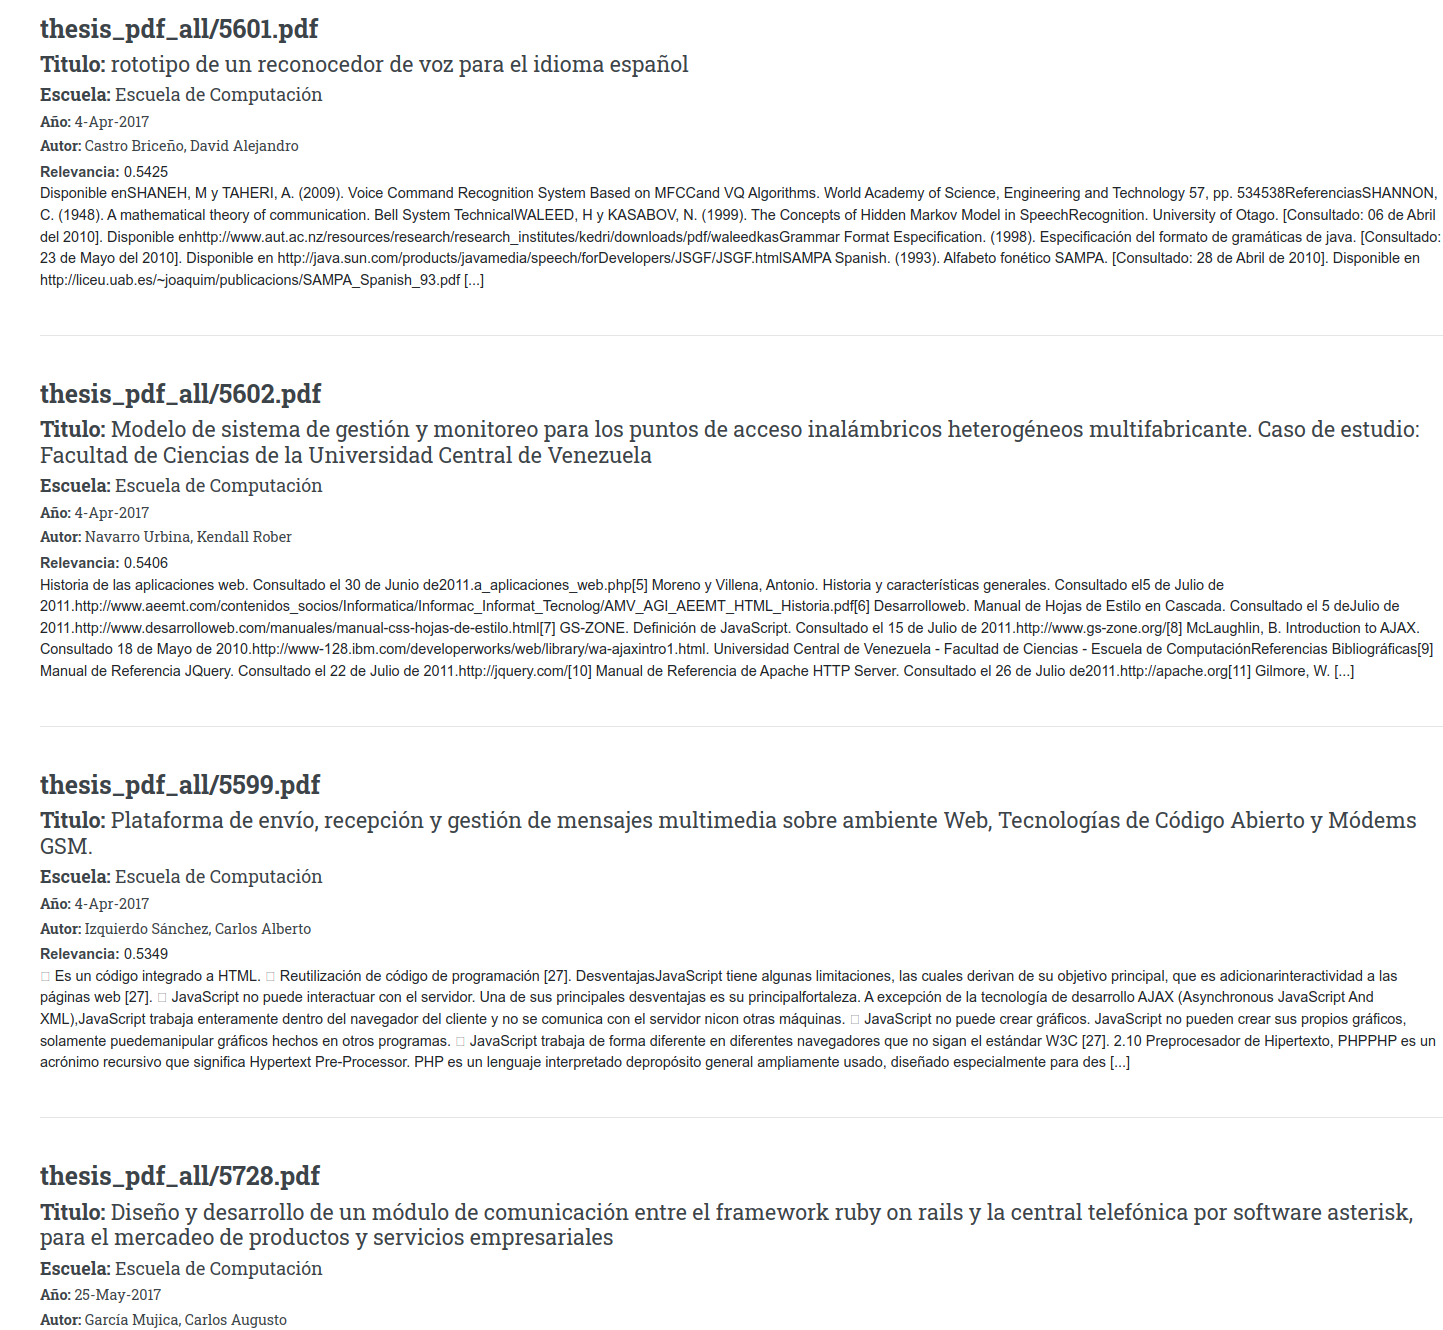 thesis_pdf_all/5601.pdf
Titulo: rototipo de un reconocedor de voz para el idioma español
Escuela: Escuela de Computación
Año: 4-Apr-2017
Autor: Castro Briceño, David Alejandro
Relevancia: 0.5425
Disponible enSHANEH, M y TAHERI, A. (2009). Voice Command Recognition System Based on MFCCand VQ Algorithms. World Academy of Science, Engineering and Technology 57, pp. 534538ReferenciasSHANNON,
C. (1948). A mathematical theory of communication. Bell System TechnicalWALEED, H y KASABOV, N. (1999). The Concepts of Hidden Markov Model in SpeechRecognition. University of Otago. [Consultado: 06 de Abril
del 2010]. Disponible enhttp://www.aut.ac.nz/resources/research/research_institutes/kedri/downloads/pdf/waleedkasGrammar Format Especification. (1998). Especificación del formato de gramáticas de java. [Consultado:
23 de Mayo del 2010]. Disponible en http://java.sun.com/products/javamedia/speech/forDevelopers/JSGF/JSGF.htmlSAMPA Spanish. (1993). Alfabeto fonético SAMPA. [Consultado: 28 de Abril de 2010]. Disponible en
http://liceu.uab.es/~joaquim/publicacions/SAMPA_Spanish_93.pdf [...]
thesis_pdf_all/5602.pdf
Titulo: Modelo de sistema de gestión y monitoreo para los puntos de acceso inalámbricos heterogéneos multifabricante. Caso de estudio:
Facultad de Ciencias de la Universidad Central de Venezuela
Escuela: Escuela de Computación
Año: 4-Apr-2017
Autor: Navarro Urbina, Kendall Rober
Relevancia: 0.5406
Historia de las aplicaciones web. Consultado el 30 de Junio de2011.a_aplicaciones_web.php[5] Moreno y Villena, Antonio. Historia y características generales. Consultado el5 de Julio de
2011.http://www.aeemt.com/contenidos_socios/Informatica/Informac_Informat_Tecnolog/AMV_AGI_AEEMT_HTML_Historia.pdf[6] Desarrolloweb. Manual de Hojas de Estilo en Cascada. Consultado el 5 deJulio de
2011.http://www.desarrolloweb.com/manuales/manual-css-hojas-de-estilo.html[7] GS-ZONE. Definición de JavaScript. Consultado el 15 de Julio de 2011.http://www.gs-zone.org/[8] McLaughlin, B. Introduction to AJAX.
Consultado 18 de Mayo de 2010.http://www-128.ibm.com/developerworks/web/library/wa-ajaxintro1.html. Universidad Central de Venezuela - Facultad de Ciencias - Escuela de ComputaciónReferencias Bibliográficas[9]
Manual de Referencia JQuery. Consultado el 22 de Julio de 2011.http://jquery.com/[10] Manual de Referencia de Apache HTTP Server. Consultado el 26 de Julio de2011.http://apache.org[11] Gilmore, W. [...]
thesis_pdf_all/5599.pdf
Titulo: Plataforma de envío, recepción y gestión de mensajes multimedia sobre ambiente Web, Tecnologías de Código Abierto y Módems
GSM.
Escuela: Escuela de Computación
Año: 4-Apr-2017
Autor: Izquierdo Sánchez, Carlos Alberto
Relevancia: 0.5349
 Es un código integrado a HTML.  Reutilización de código de programación [27]. DesventajasJavaScript tiene algunas limitaciones, las cuales derivan de su objetivo principal, que es adicionarinteractividad a las
páginas web [27].  JavaScript no puede interactuar con el servidor. Una de sus principales desventajas es su principalfortaleza. A excepción de la tecnología de desarrollo AJAX (Asynchronous JavaScript And
XML),JavaScript trabaja enteramente dentro del navegador del cliente y no se comunica con el servidor nicon otras máquinas.  JavaScript no puede crear gráficos. JavaScript no pueden crear sus propios gráficos,
solamente puedemanipular gráficos hechos en otros programas.  JavaScript trabaja de forma diferente en diferentes navegadores que no sigan el estándar W3C [27]. 2.10 Preprocesador de Hipertexto, PHPPHP es un
acrónimo recursivo que significa Hypertext Pre-Processor. PHP es un lenguaje interpretado depropósito general ampliamente usado, diseñado especialmente para des [...]
thesis_pdf_all/5728.pdf
Titulo: Diseño y desarrollo de un módulo de comunicación entre el framework ruby on rails y la central telefónica por software asterisk,
para el mercadeo de productos y servicios empresariales
Escuela: Escuela de Computación
Año: 25-May-2017
Autor: García Mujica, Carlos Augusto